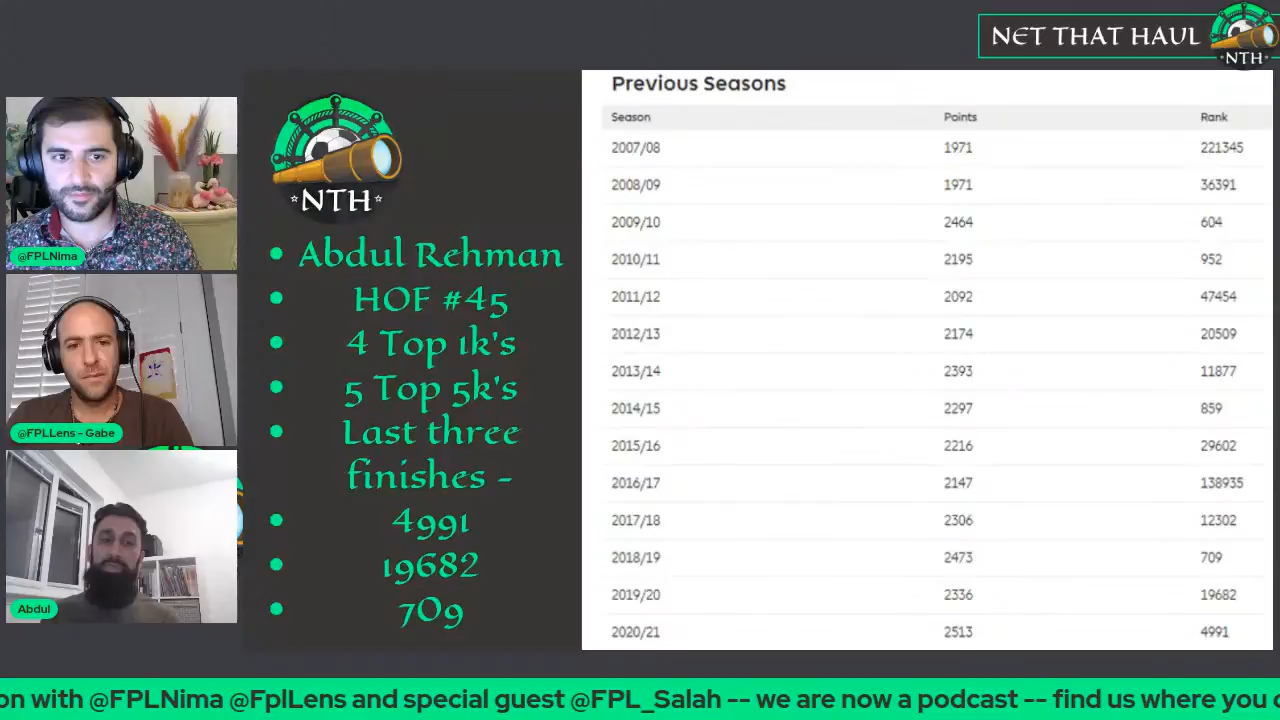 NET THAT HAUL
NTH
@FPLNima
@FPLLens - Gabe
Abdul
*NTH*
• Abdul Rehman
• HOF #45
• 4 Top 1k's
• 5 Top 5k's
• Last three
finishes -
• 4991
• 19682
• 709
Previous Seasons
Season Points Rank
2007/08 1971 221345
2008/09 1971 36391
2009/10 2464 604
2010/11 2195 952
2011/12 2092 47454
2012/13 2174 20509
2013/14 2393 11877
2014/15 2297 859
2015/16 2216 29602
2016/17 2147 138935
2017/18 2306 12302
2018/19 2473 709
2019/20 2336 19682
2020/21 2513 4991
on with @FPLNima @FplLens and special guest @FPL_Salah -- we are now a podcast -- find us where you